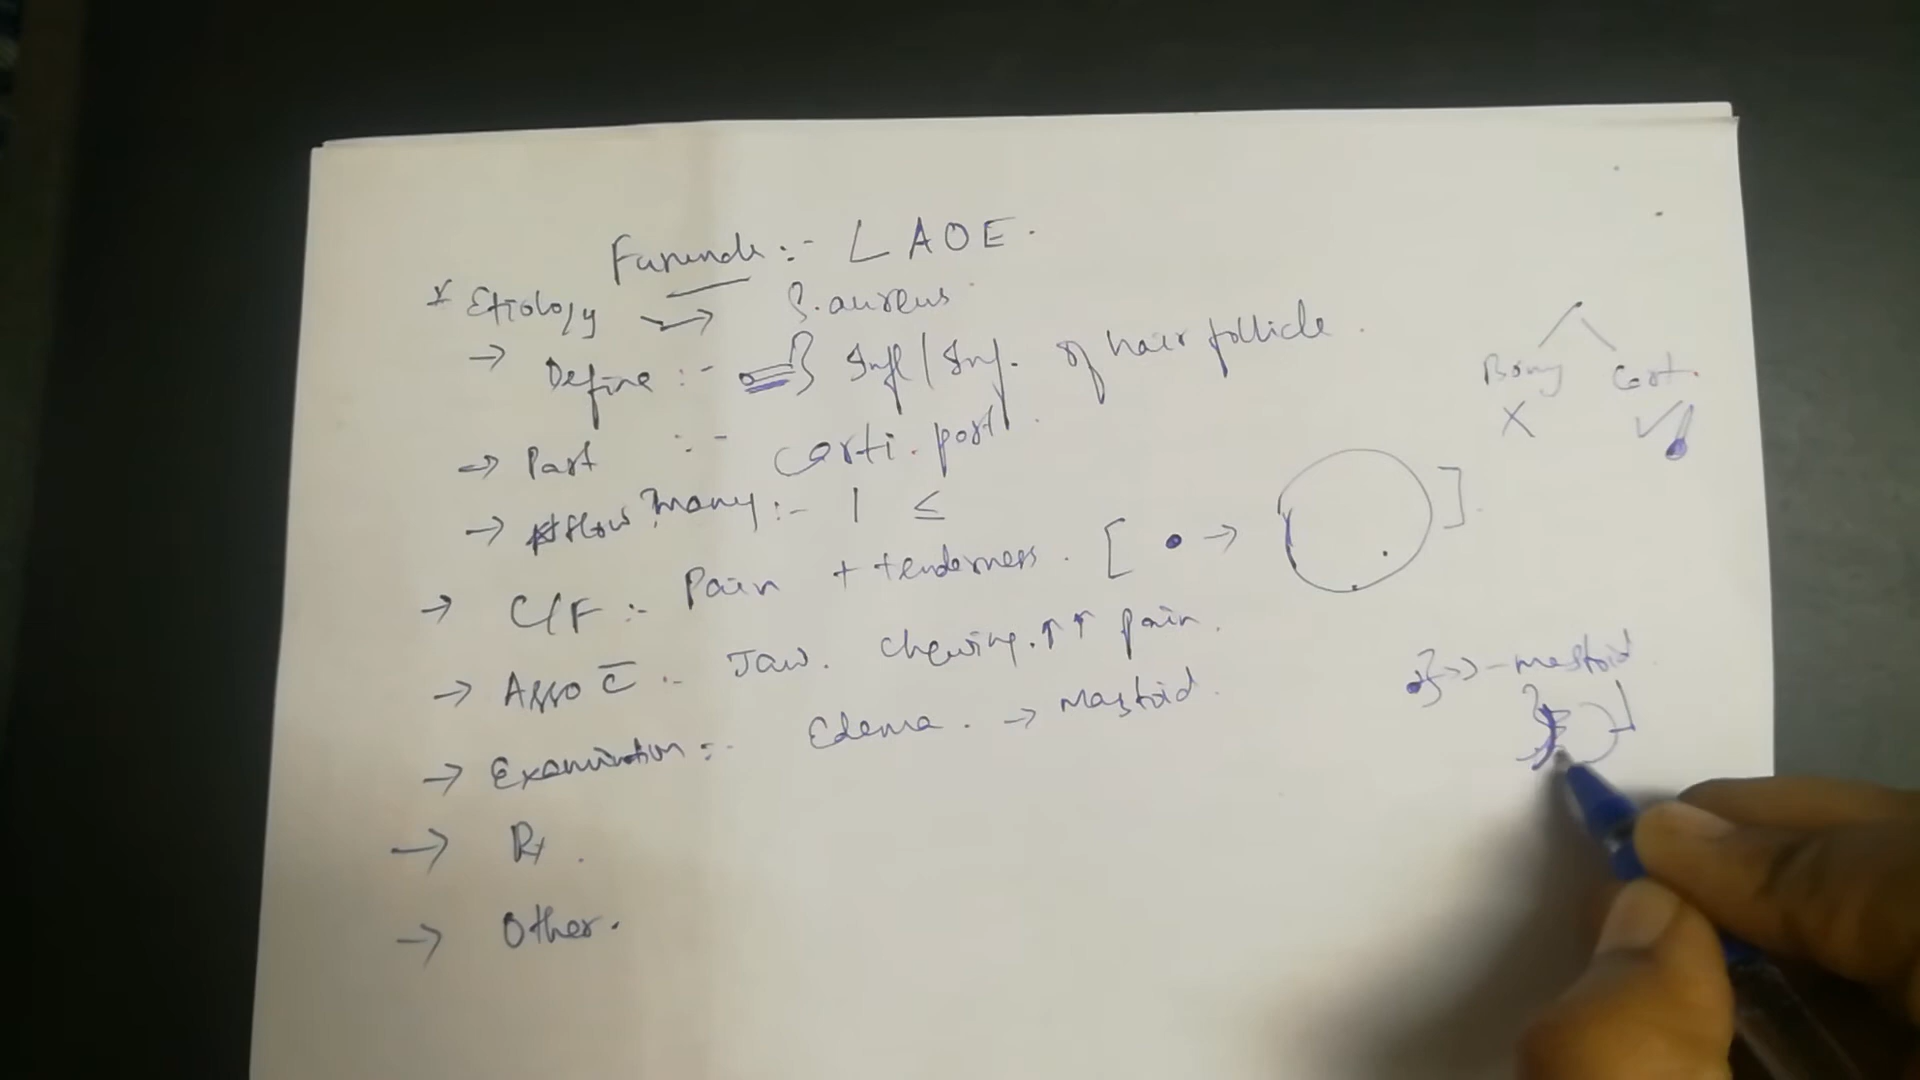 Furuncle :- LAOE.
* Etiology → S. aureus
→ Define :- } Infl/Inf. of hair follicle.
Bony Cart.
X ✓
→ Part :- Carti. part.
→ How many :- 1 ≤
→ C/F :- Pain + tenderness. [ • → ]
→ Asso c̄ :- Jaw. Chewing. ↑↑ pain.
→ - mastoid
→ Examination :- Edema. → Mastoid.
→ Rx.
→ Other.